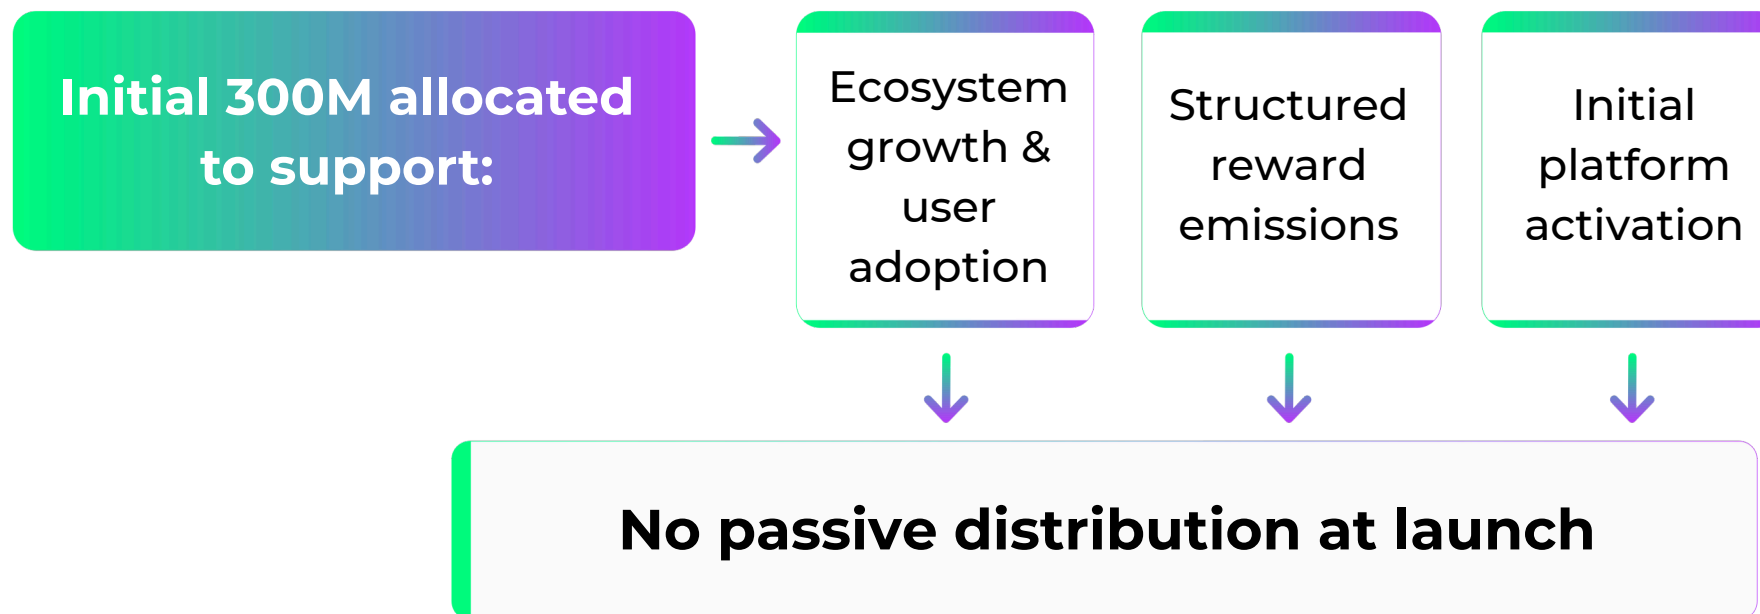 Initial 300M allocated
to support:
Ecosystem
growth &
user
adoption
Structured
reward
emissions
Initial
platform
activation
No passive distribution at launch